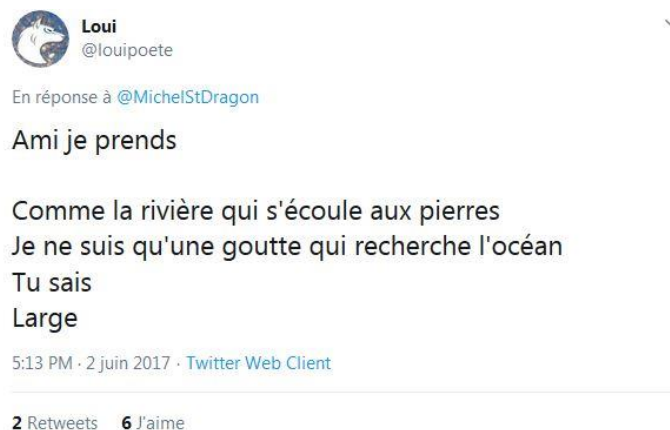 Loui
@louipoete
En réponse à @MichelStDragon
Ami je prends
Comme la rivière qui s'écoule aux pierres
Je ne suis qu'une goutte qui recherche l'océan
Tu sais
Large
5:13 PM · 2 juin 2017 · Twitter Web Client
2 Retweets 6 J'aime